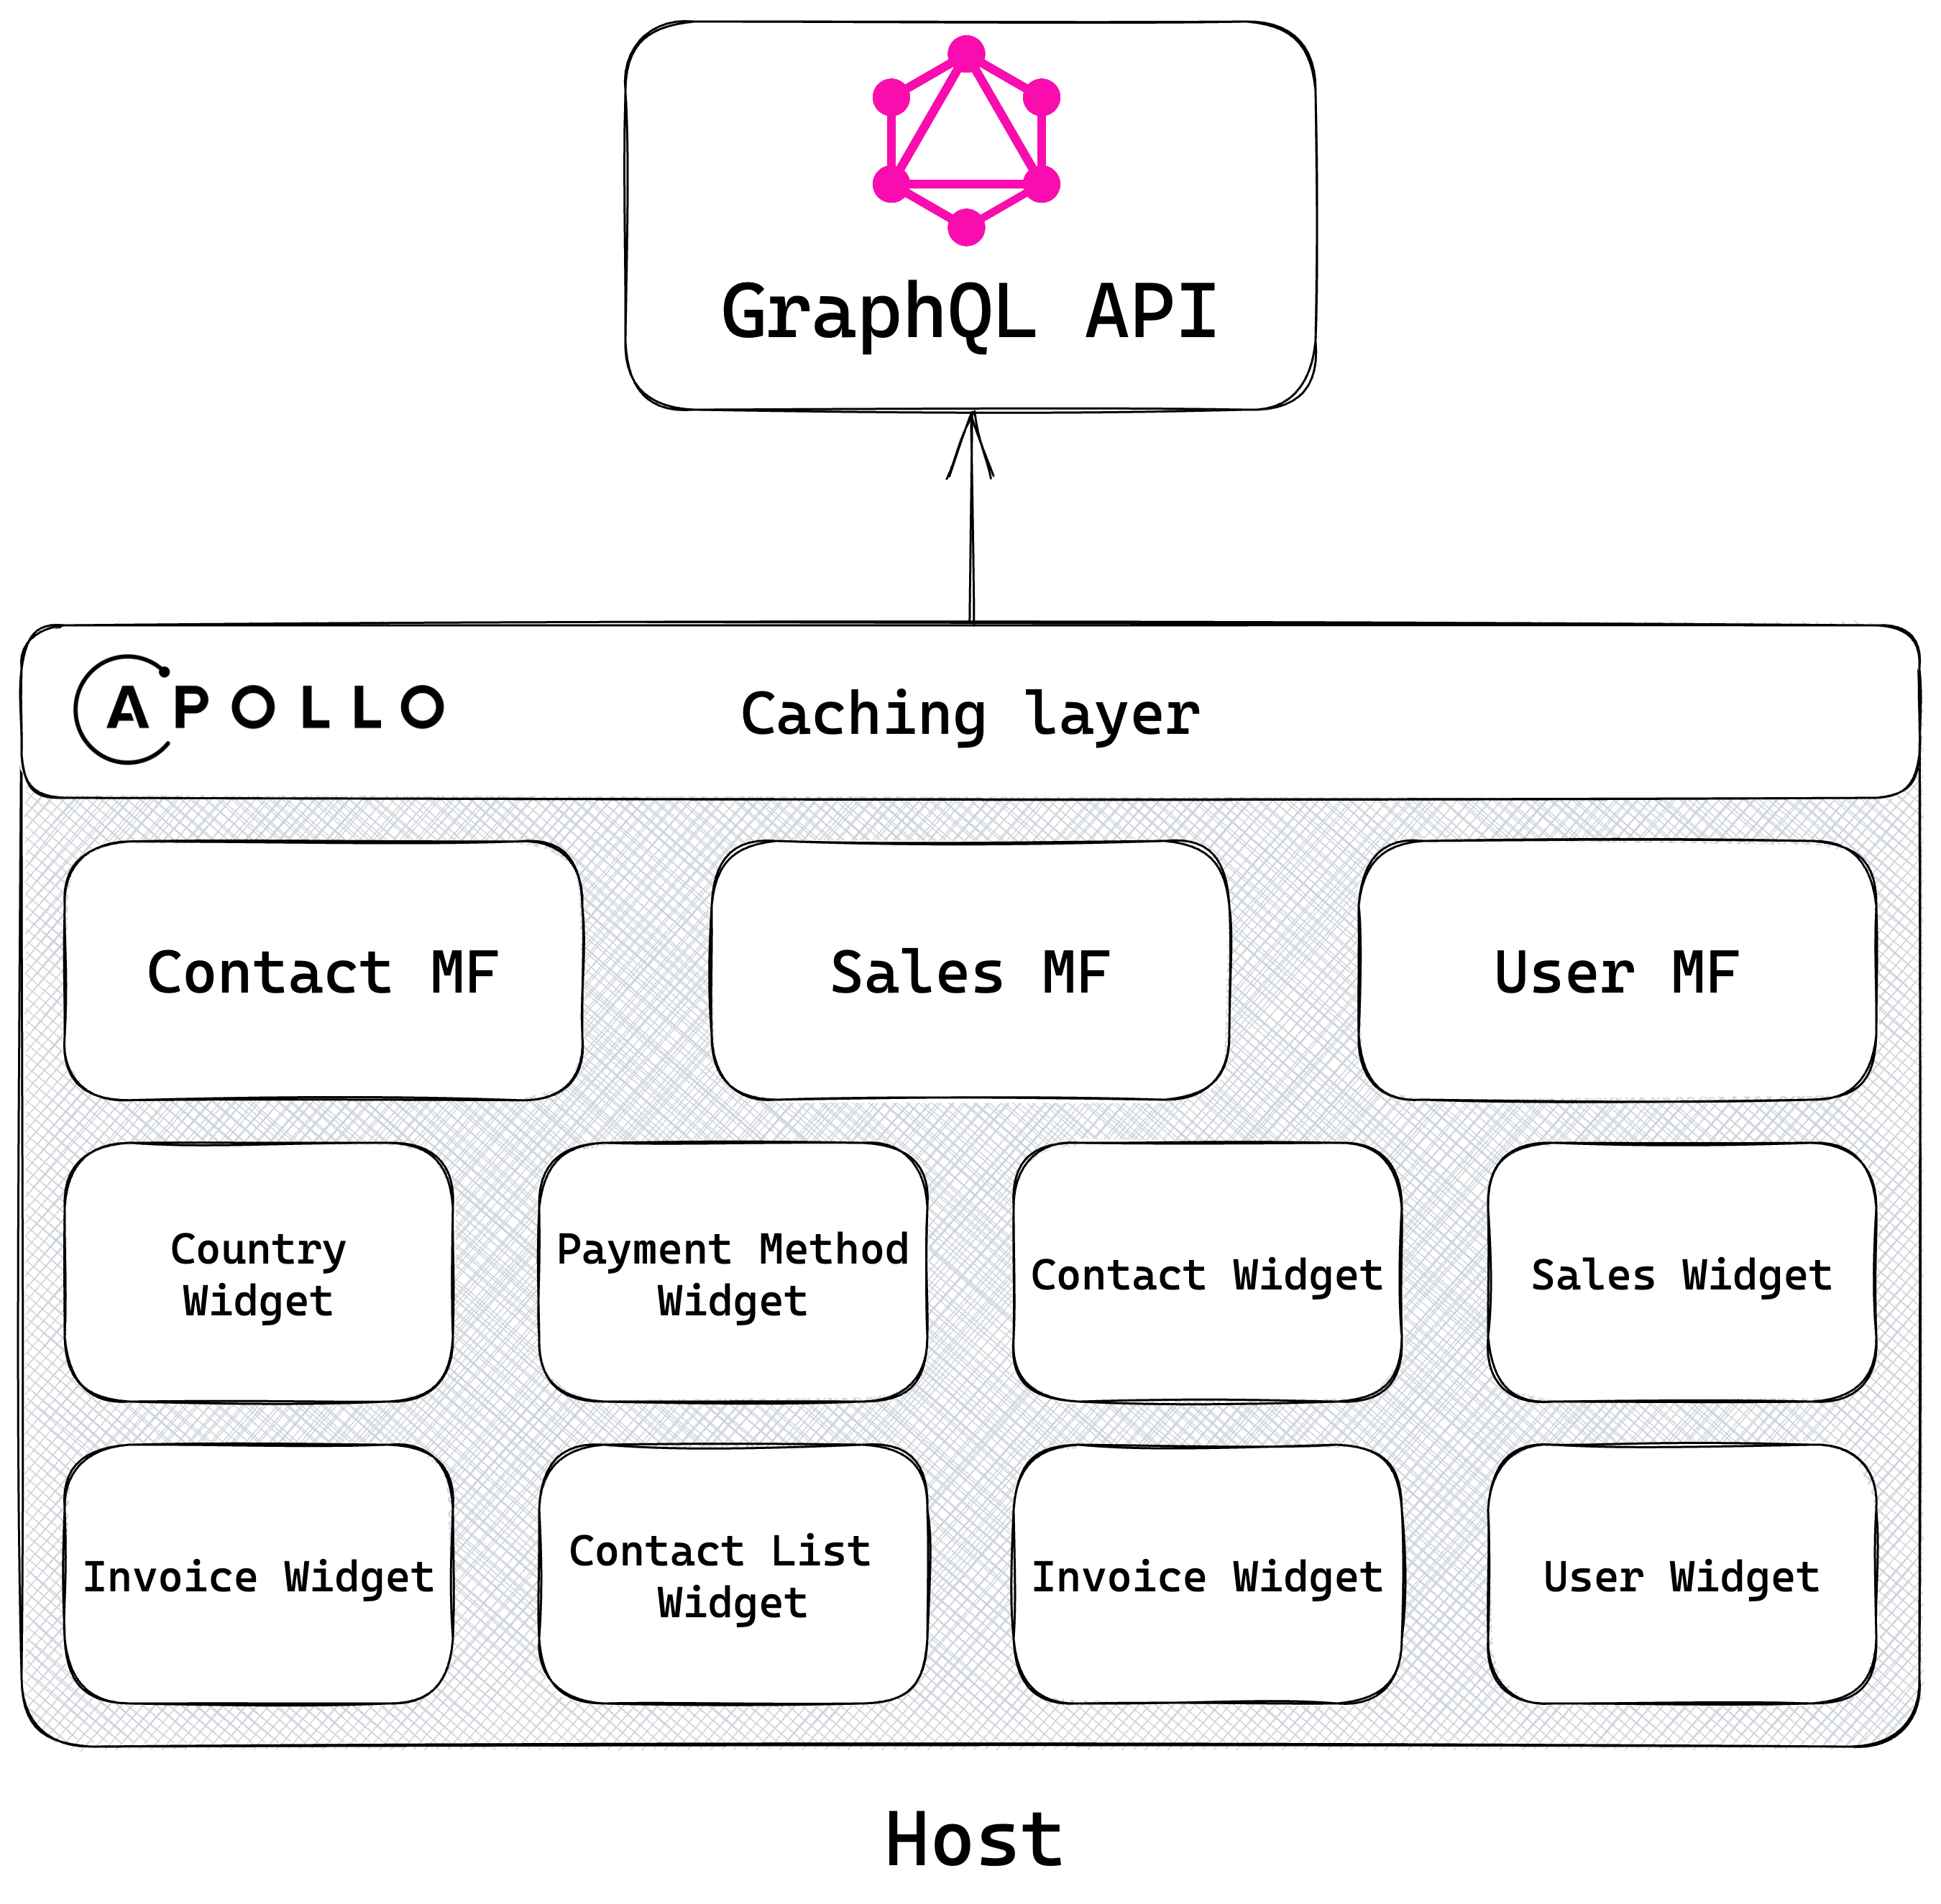 GraphQL API
APOLLO
Caching layer
Contact MF
Sales MF
User MF
Country
Widget
Payment Method
Widget
Contact Widget
Sales Widget
Invoice Widget
Contact List
Widget
Invoice Widget
User Widget
Host